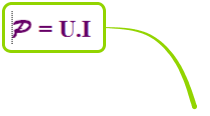 𝓟 = U.I